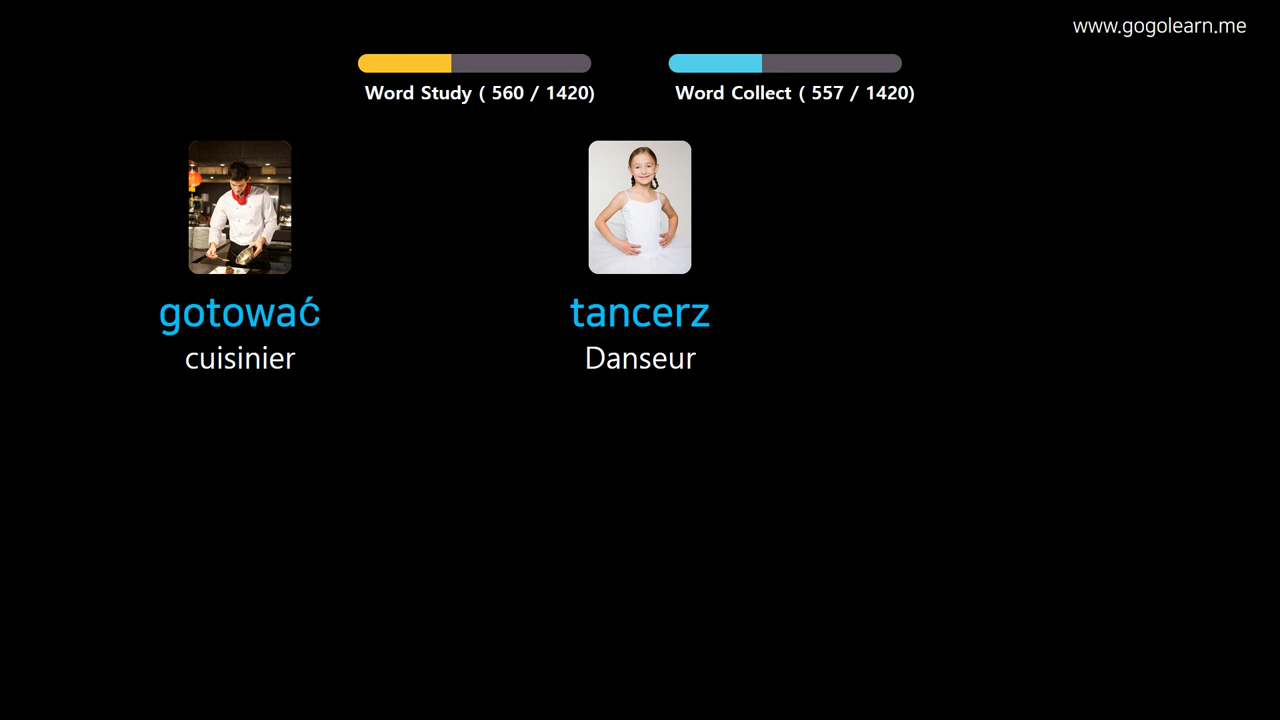 www.gogolearn.me
Word Study ( 560 / 1420)
Word Collect ( 557 / 1420)
gotować
tancerz
cuisinier
Danseur